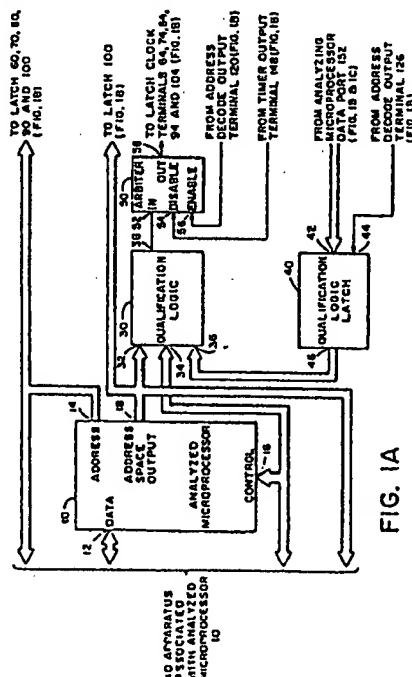 TO LATCH 60,70,80,
90 AND 100
(FIG. 1B)
TO LATCH 100
(FIG. 1B)
TO LATCH CLOCK
TERMINALS 64,74,84,
94 AND 104 (FIG. 1B)
FROM ADDRESS
DECODE OUTPUT
TERMINAL 120 (FIG. 1B)
FROM TIMER OUTPUT
TERMINAL 148 (FIG. 1B)
FROM ANALYZING
MICROPROCESSOR
DATA PORT 152
(FIG. 1B & 1C)
FROM ADDRESS
DECODE OUTPUT
TERMINAL 126
50
52
58
54
56
ARBITER
IN
OUT
DISABLE
ENABLE
59
30
32
34
36
QUALIFICATION
LOGIC
40
42
44
46
QUALIFICATION
LOGIC
LATCH
10
12
14
18
16
DATA
ADDRESS
ADDRESS
SPACE
OUTPUT
ANALYZED
MICROPROCESSOR
CONTROL
APPARATUS
ASSOCIATED
WITH ANALYZED
MICROPROCESSOR
10
FIG. 1A